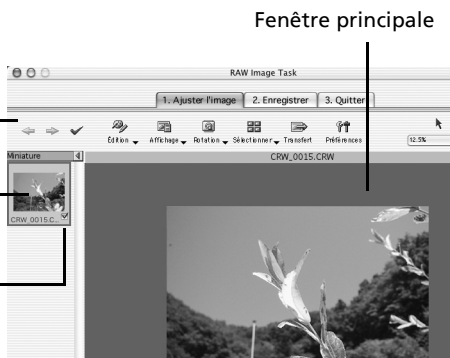 Fenêtre principale
RAW Image Task
1. Ajuster l'image 2. Enregistrer 3. Quitter
Édition Affichage Rotation Sélectionner Transfert Préférences 12.5%
Miniature CRW_0015.CRW
CRW_0015.C...